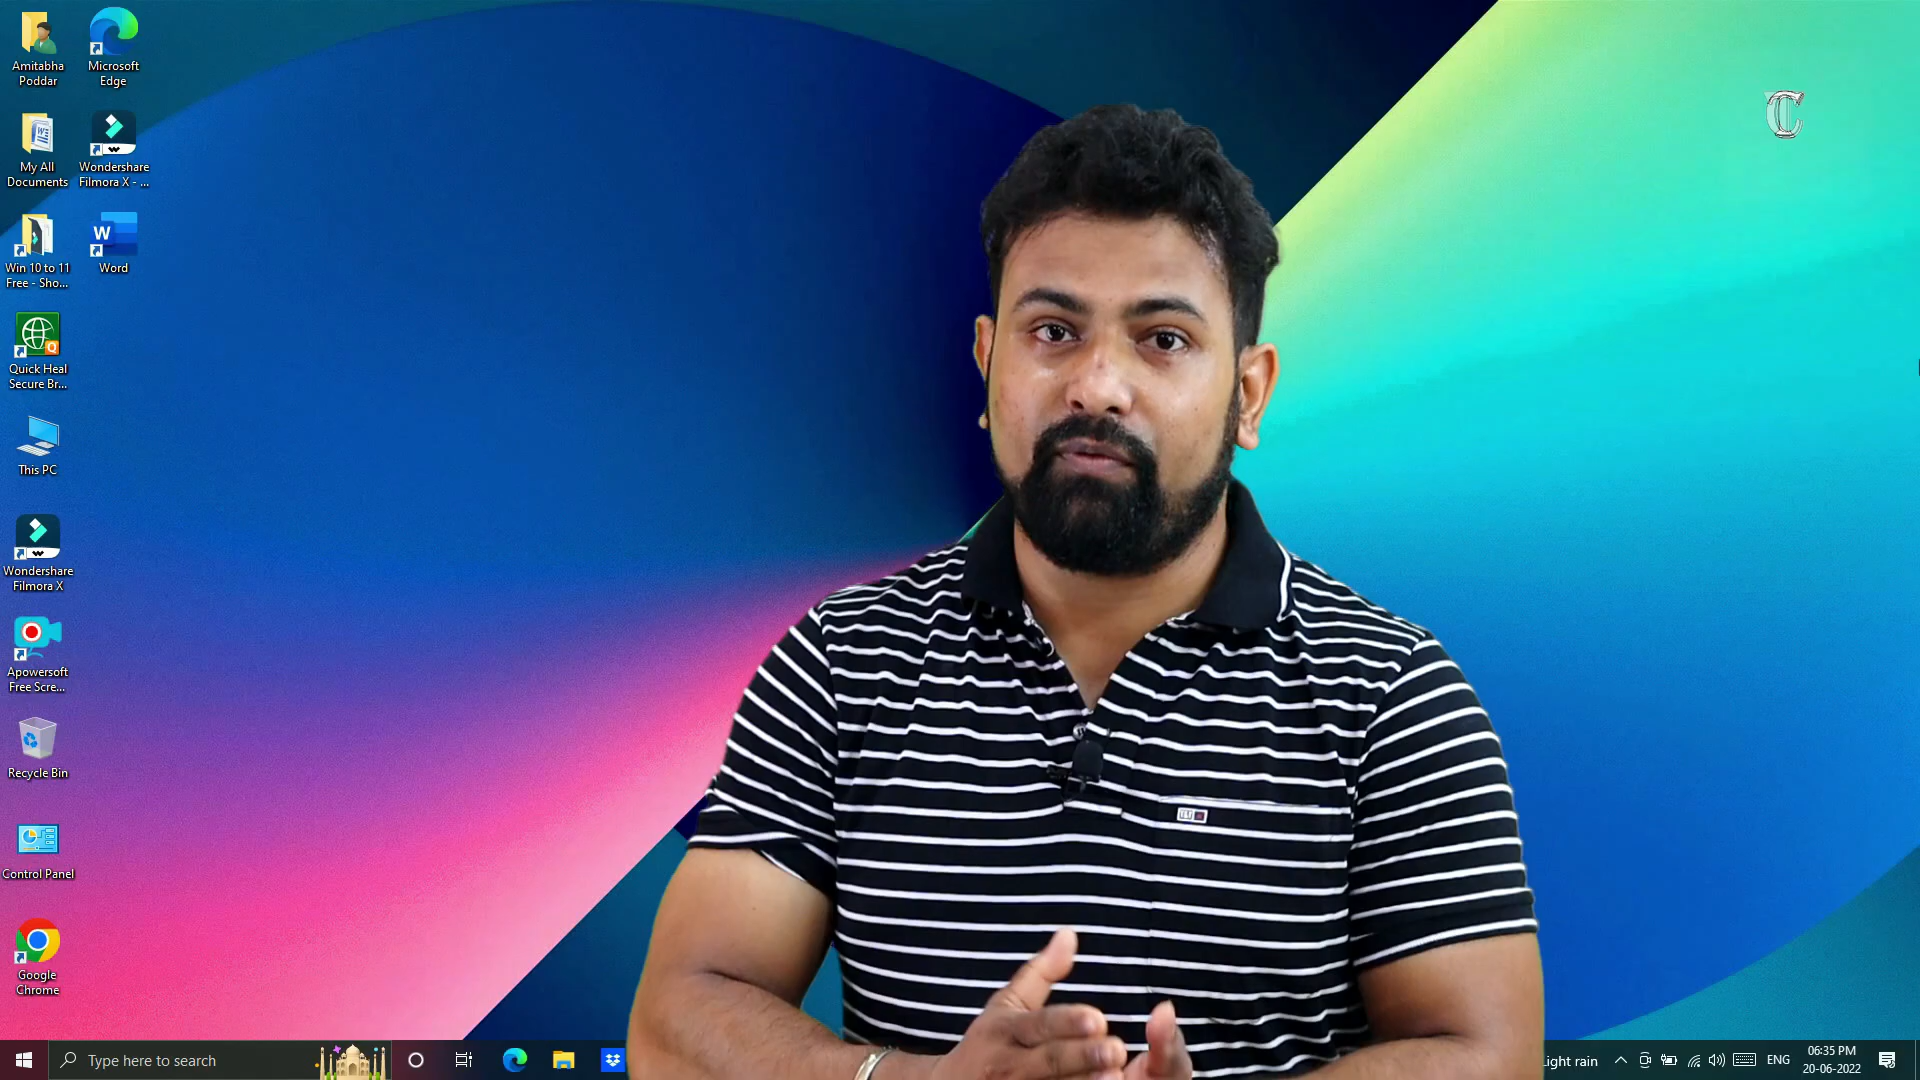 Amitabha
Poddar
Microsoft
Edge
My All
Documents
Wondershare
Filmora X - ...
Win 10 to 11
Free - Sho...
W
Word
Quick Heal
Secure Br...
This PC
Wondershare
Filmora X
Apowersoft
Free Scre...
Recycle Bin
Control Panel
Google
Chrome
Type here to search
Light rain
ENG
06:35 PM
20-06-2022